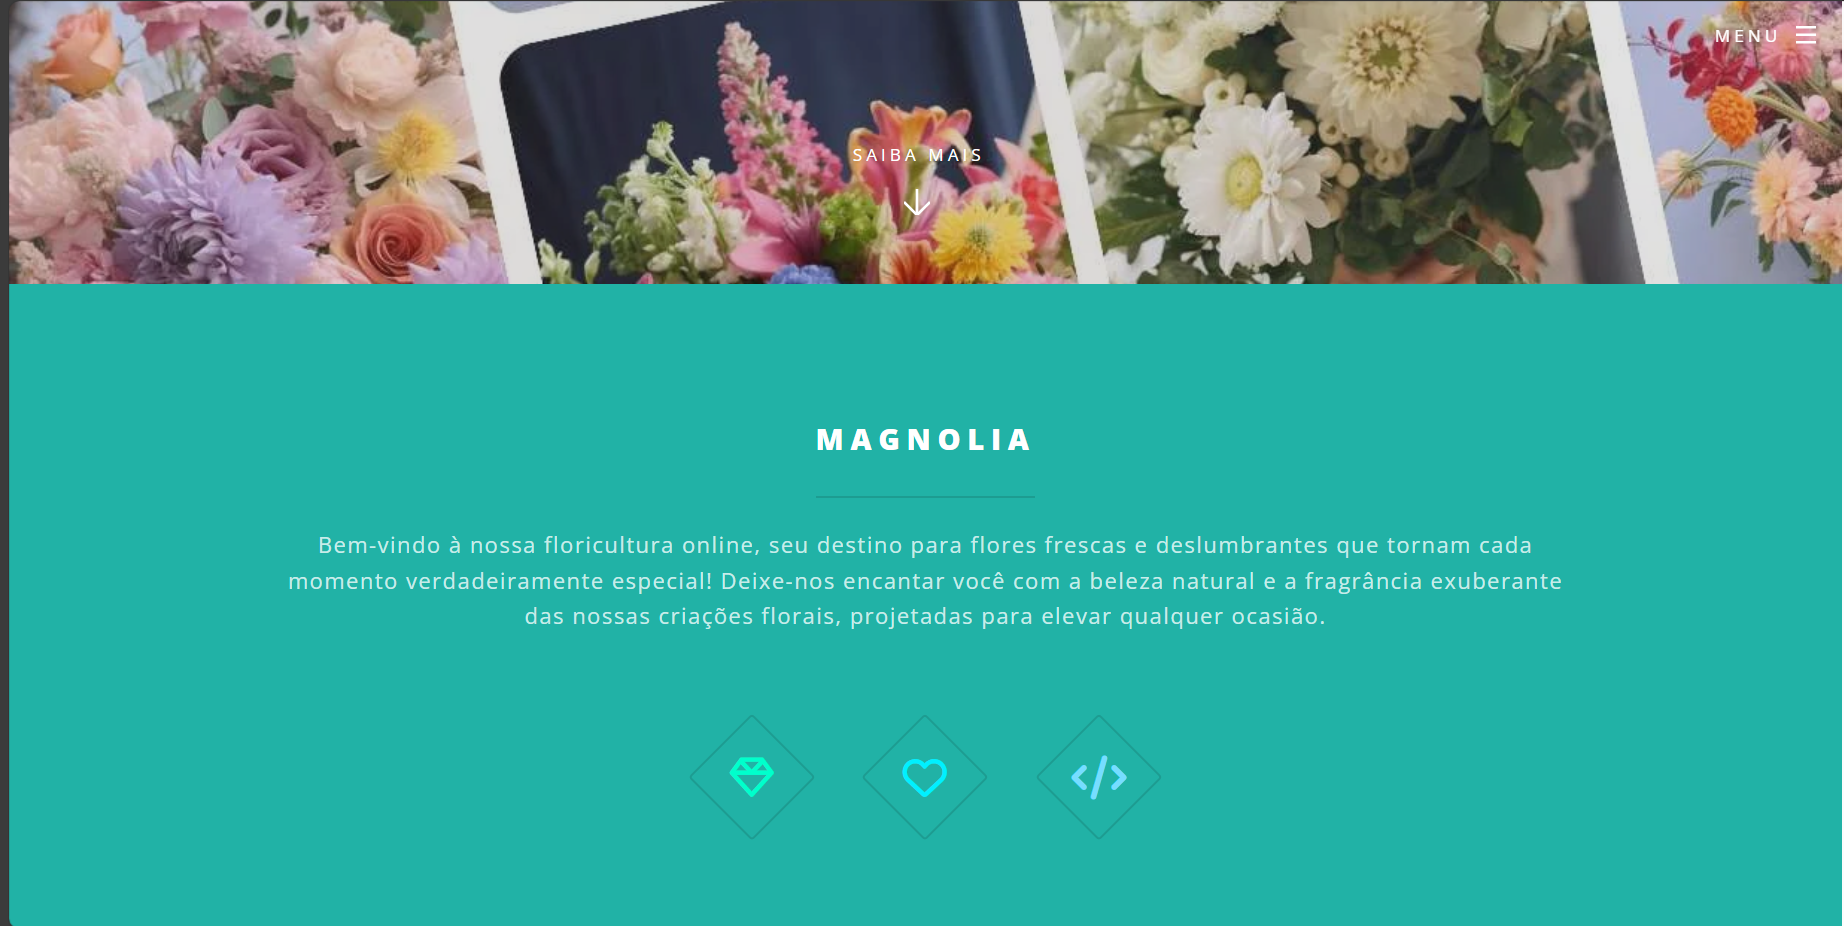 MENU
SAIBA MAIS
MAGNOLIA
Bem-vindo à nossa floricultura online, seu destino para flores frescas e deslumbrantes que tornam cada
momento verdadeiramente especial! Deixe-nos encantar você com a beleza natural e a fragrância exuberante
das nossas criações florais, projetadas para elevar qualquer ocasião.